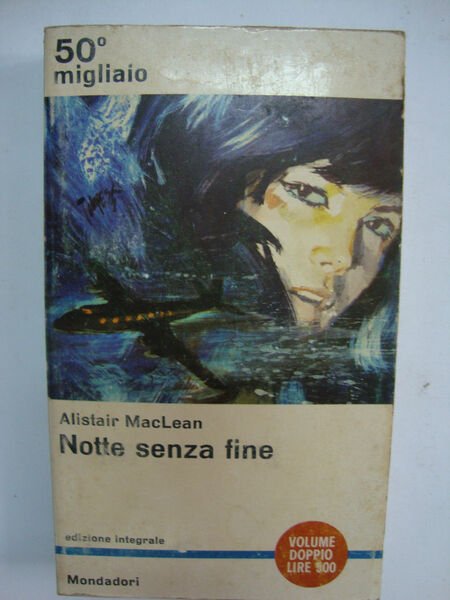 50°
migliaio
Alistair MacLean
Notte senza fine
edizione integrale
VOLUME
DOPPIO
LIRE 500
Mondadori